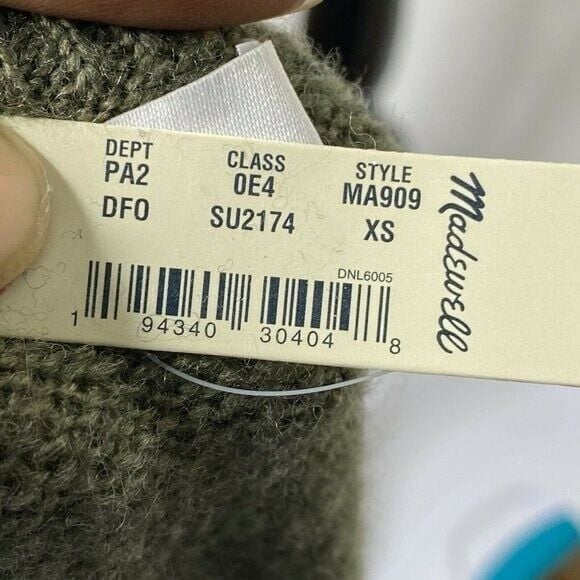 DEPT CLASS STYLE
PA2 0E4 MA909
DFO SU2174 XS
Madewell
DNL6005
1 94340 30404 8